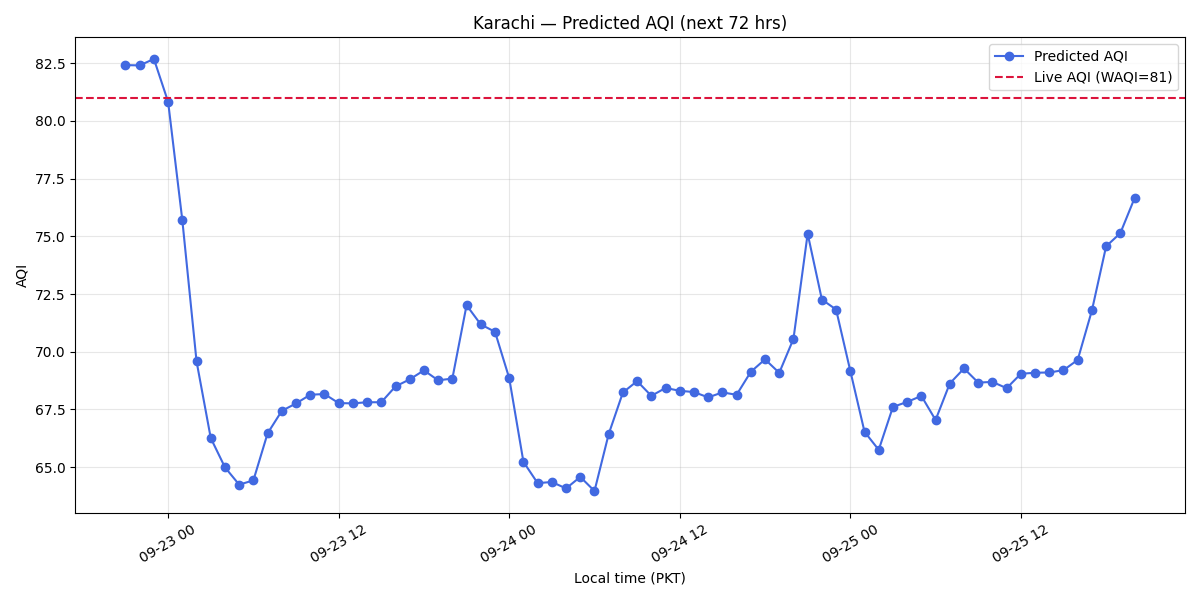 Karachi — Predicted AQI (next 72 hrs)
Predicted AQI
Live AQI (WAQI=81)
AQI
82.5
80.0
77.5
75.0
72.5
70.0
67.5
65.0
09-23 00
09-23 12
09-24 00
09-24 12
09-25 00
09-25 12
Local time (PKT)